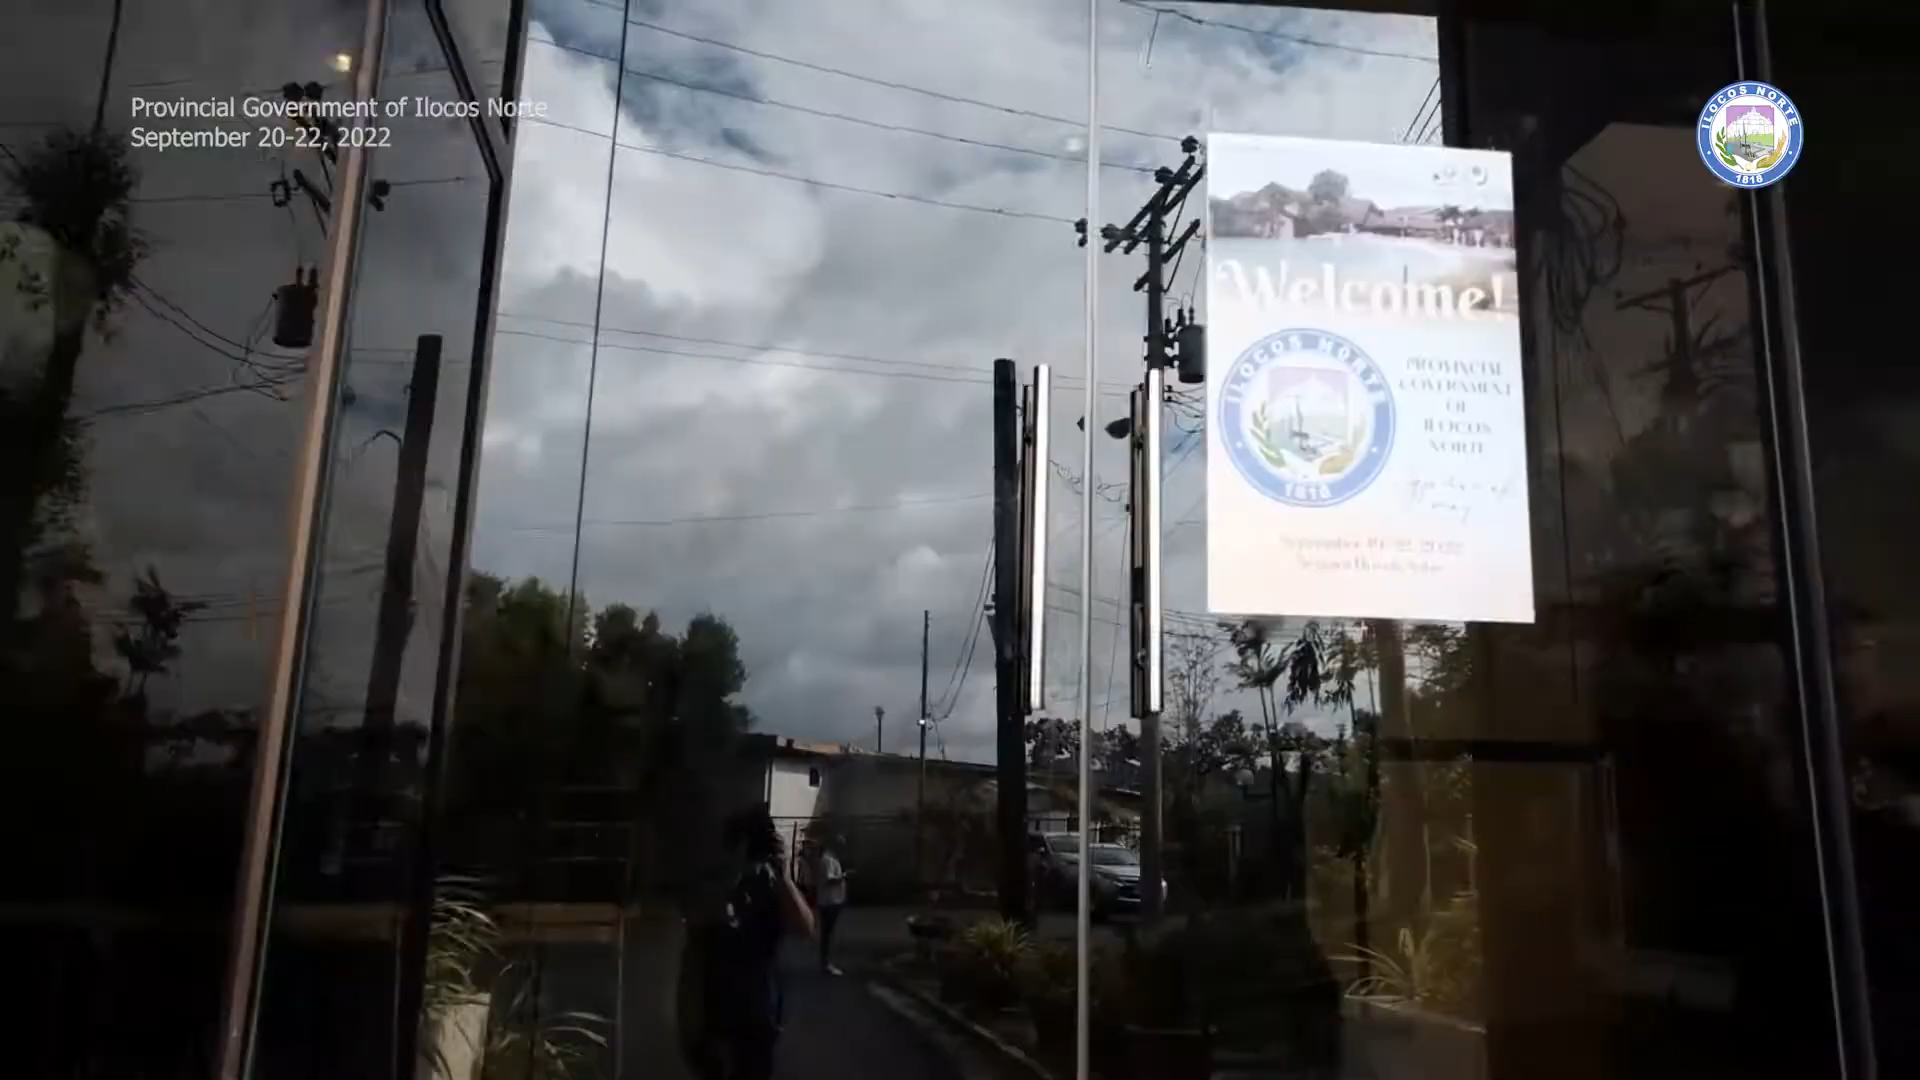 Provincial Government of Ilocos Norte
September 20-22, 2022
ILOCOS NORTE
1818
Welcome!
ILOCOS NORTE
1818
PROVINCIAL
GOVERNMENT
OF
ILOCOS
NORTE